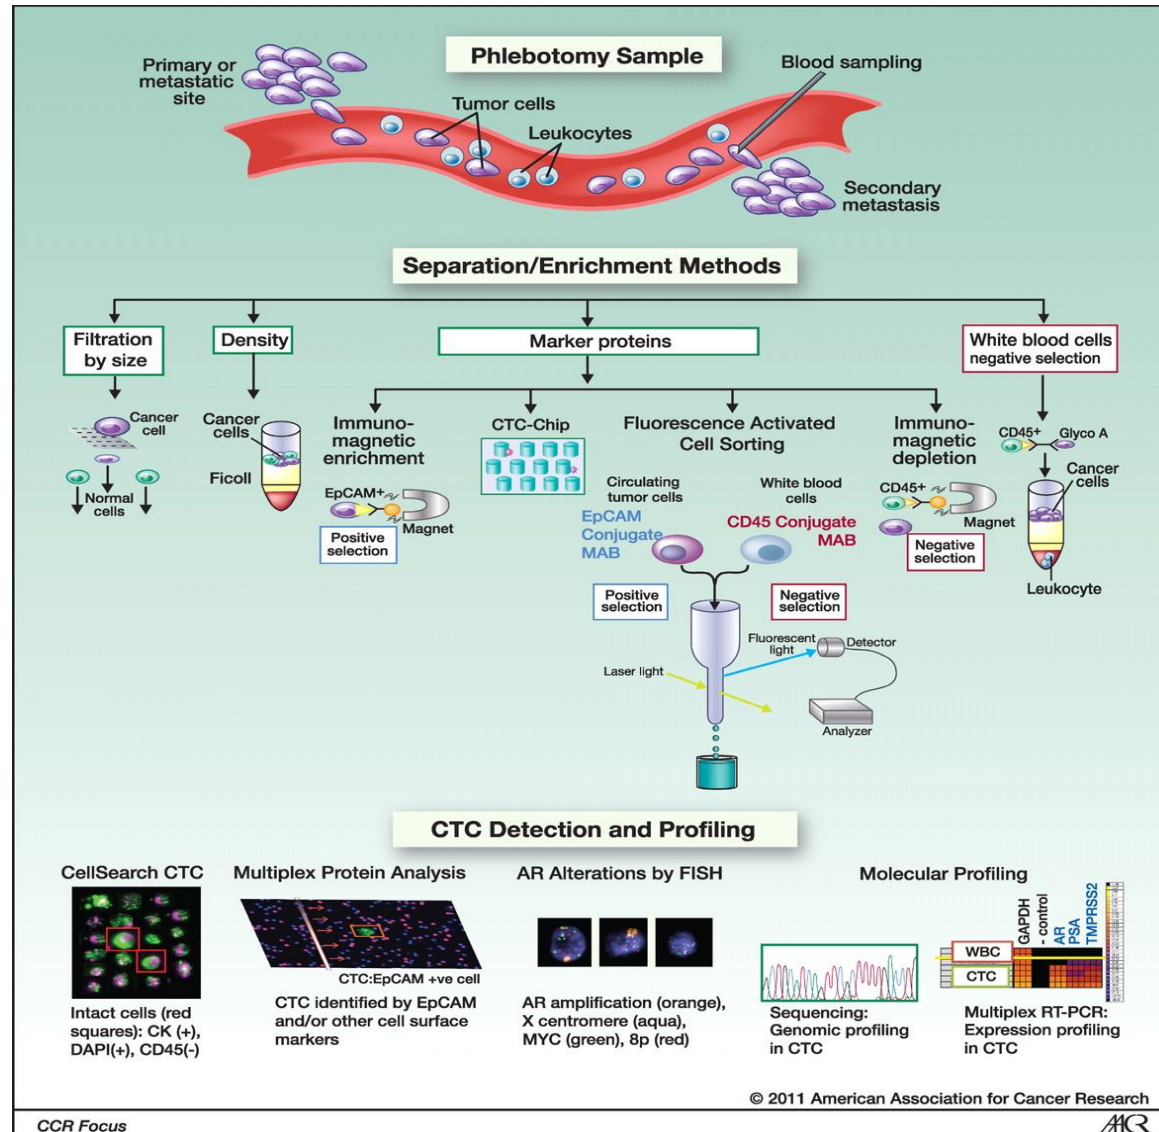 Phlebotomy Sample
Primary or
metastatic
site
Tumor cells
Leukocytes
Blood sampling
Secondary
metastasis
Separation/Enrichment Methods
Filtration
by size
Density
Marker proteins
White blood cells
negative selection
Cancer
cell
Normal
cells
Cancer
cells
Ficoll
Immuno-
magnetic
enrichment
EpCAM+
Magnet
Positive
selection
CTC-Chip
Fluorescence Activated
Cell Sorting
Circulating
tumor cells
EpCAM
Conjugate
MAB
White blood
cells
CD45 Conjugate
MAB
Positive
selection
Negative
selection
Laser light
Fluorescent
light
Detector
Analyzer
Immuno-
magnetic
depletion
CD45+
Magnet
Negative
selection
CD45+
Glyco A
Cancer
cells
Leukocyte
CTC Detection and Profiling
CellSearch CTC
Intact cells (red
squares): CK (+),
DAPI(+), CD45(-)
Multiplex Protein Analysis
CTC:EpCAM +ve cell
CTC identified by EpCAM
and/or other cell surface
markers
AR Alterations by FISH
AR amplification (orange),
X centromere (aqua),
MYC (green), 8p (red)
Molecular Profiling
Sequencing:
Genomic profiling
in CTC
GAPDH
- control
AR
PSA
TMPRSS2
WBC
CTC
Multiplex RT-PCR:
Expression profiling
in CTC
© 2011 American Association for Cancer Research
CCR Focus
AACR